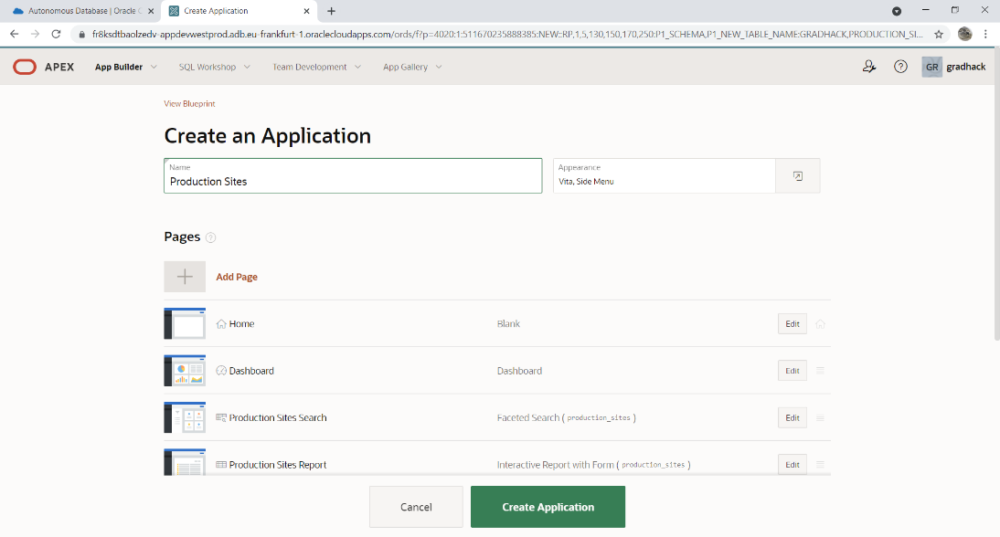 Autonomous Database | Oracle C
Create Application
fr8ksdtbaolzedv-appdevwestprod.adb.eu-frankfurt-1.oraclecloudapps.com/ords/f?p=4020:1:511670235888385:NEW::RP,1,5,130,150,170,250:P1_SCHEMA,P1_NEW_TABLE_NAME:GRADHACK,PRODUCTION_SI...
APEX App Builder SQL Workshop Team Development App Gallery GR gradhack
View Blueprint
Create an Application
Name
Production Sites
Appearance
Vita, Side Menu
Pages
Add Page
Home Blank Edit
Dashboard Dashboard Edit
Production Sites Search Faceted Search ( production_sites ) Edit
Production Sites Report Interactive Report with Form ( production_sites ) Edit
Cancel Create Application